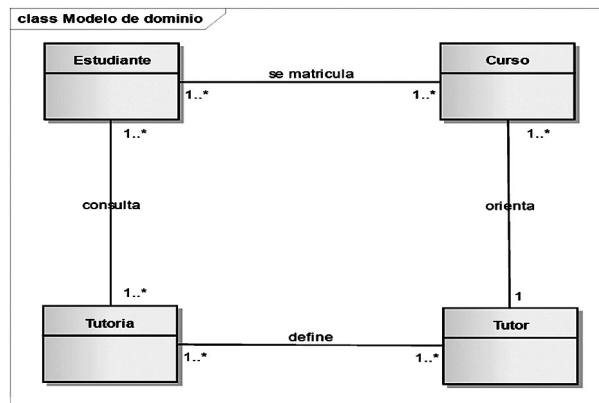 class Modelo de dominio
Estudiante
Curso
se matricula
1..*
1..*
1..*
1..*
consulta
orienta
1..*
1
Tutoria
Tutor
define
1..*
1..*